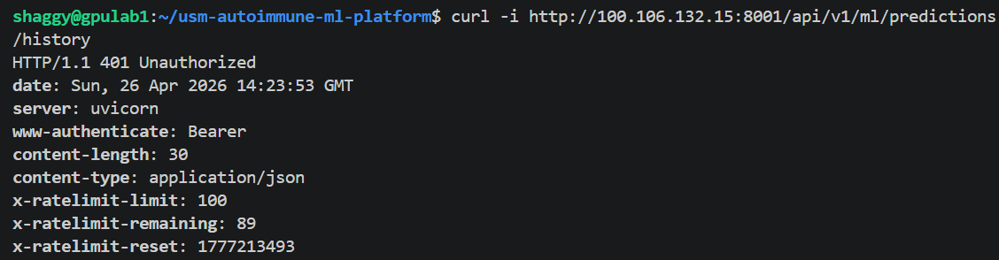 shaggy@gpulab1:~/usm-autoimmune-ml-platform$ curl -i http://100.106.132.15:8001/api/v1/ml/predictions
/history
HTTP/1.1 401 Unauthorized
date: Sun, 26 Apr 2026 14:23:53 GMT
server: uvicorn
www-authenticate: Bearer
content-length: 30
content-type: application/json
x-ratelimit-limit: 100
x-ratelimit-remaining: 89
x-ratelimit-reset: 1777213493